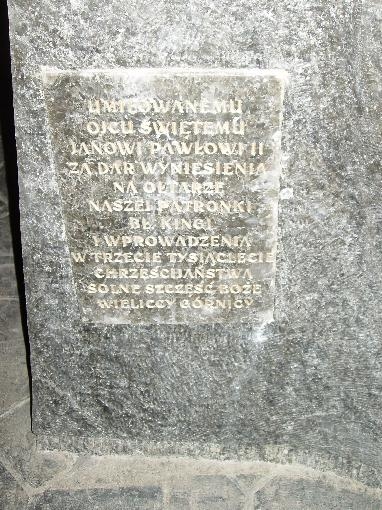 UMIŁOWANEMU
OJCU ŚWIĘTEMU
JANOWI PAWŁOWI II
ZA DAR WYNIESIENIA
NA OŁTARZE
NASZEJ PATRONKI
BŁ. KINGI
I WPROWADZENIA
W TRZECIE TYSIĄCLECIE
CHRZEŚCIJAŃSTWA
SOLNE SZCZĘŚĆ BOŻE
WIELICCY GÓRNICY